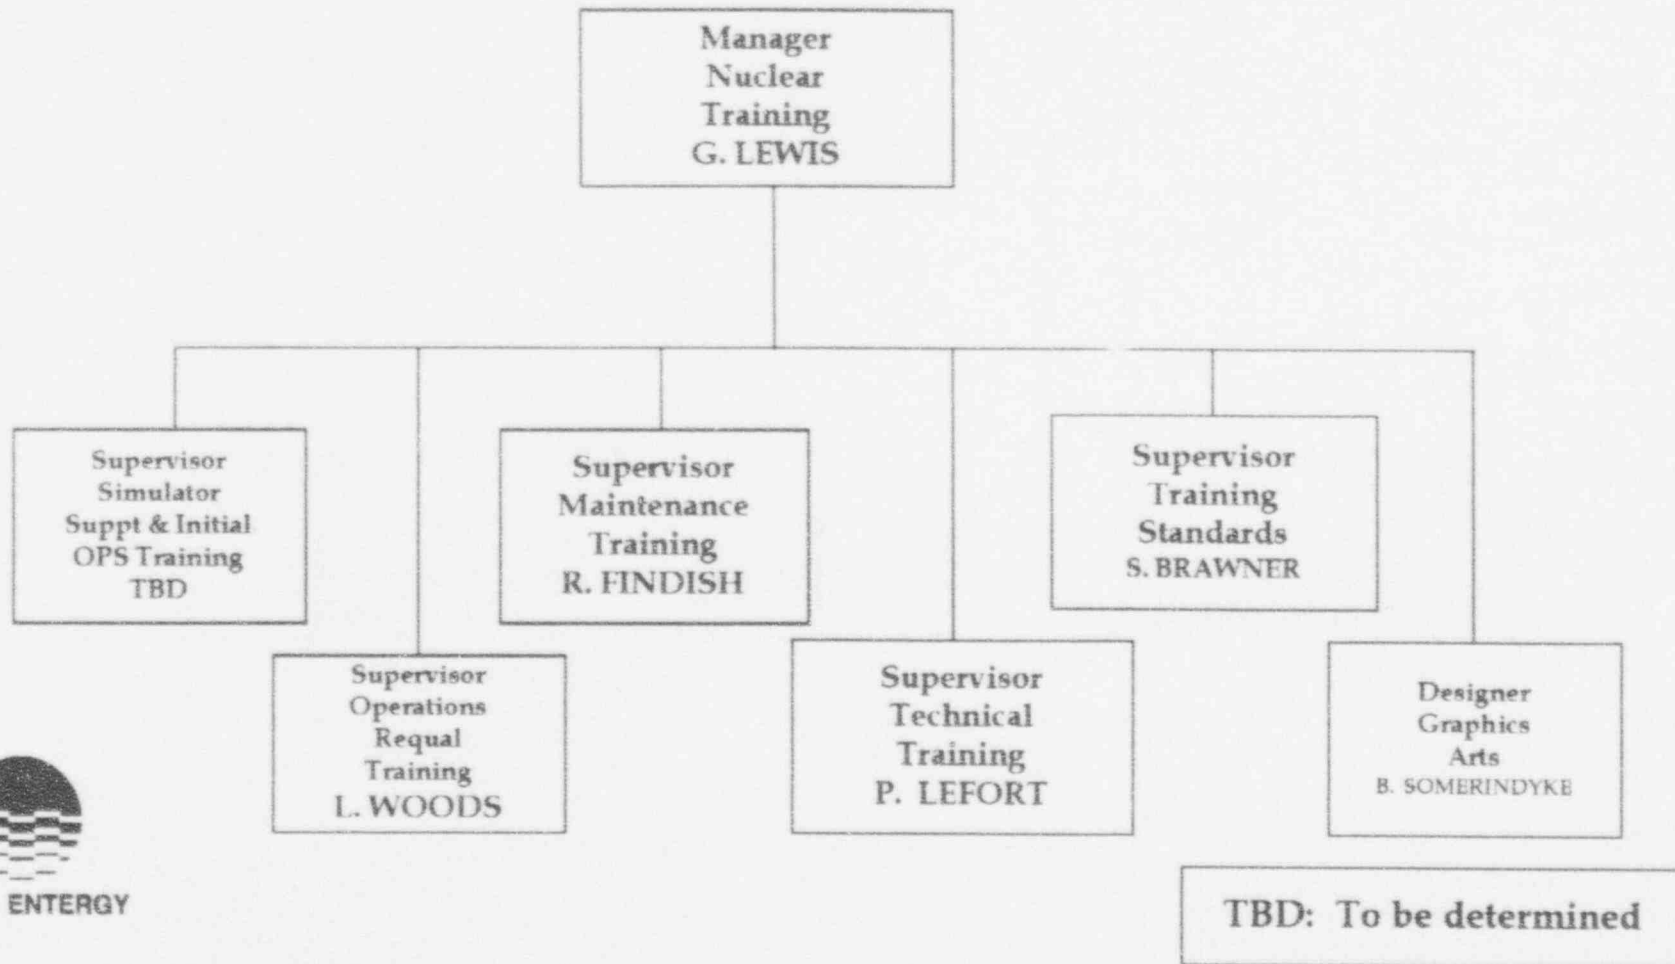 Manager
Nuclear
Training
G. LEWIS
Supervisor
Simulator
Suppt & Initial
OPS Training
TBD
Supervisor
Operations
Requal
Training
L. WOODS
Supervisor
Maintenance
Training
R. FINDISH
Supervisor
Technical
Training
P. LEFORT
Supervisor
Training
Standards
S. BRAWNER
Designer
Graphics
Arts
B. SOMERINDYKE
ENTERGY
TBD: To be determined